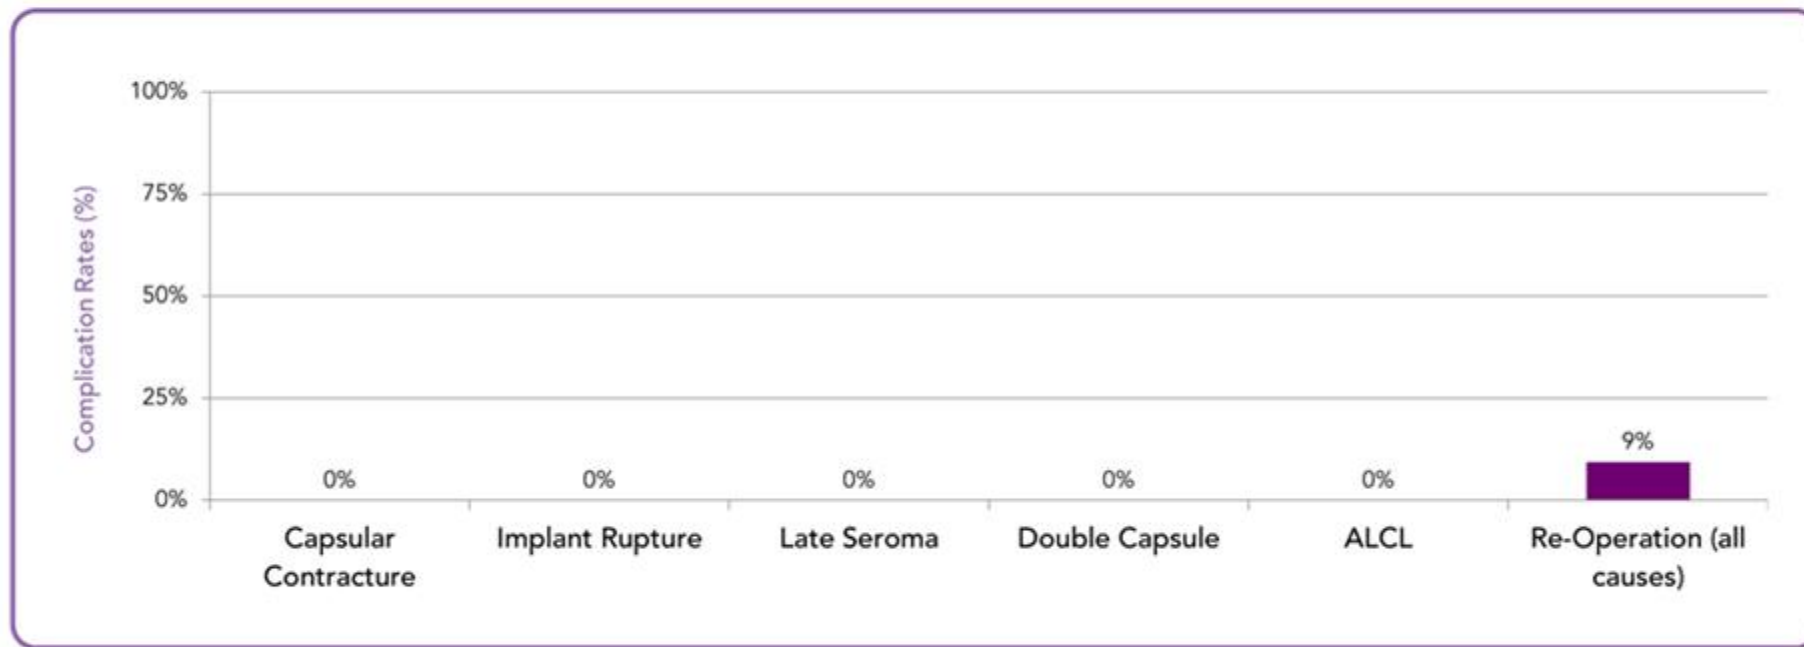 Complication Rates (%)
100%
75%
50%
25%
0%
0%
0%
0%
0%
0%
9%
Capsular
Contracture
Implant Rupture
Late Seroma
Double Capsule
ALCL
Re-Operation (all
causes)